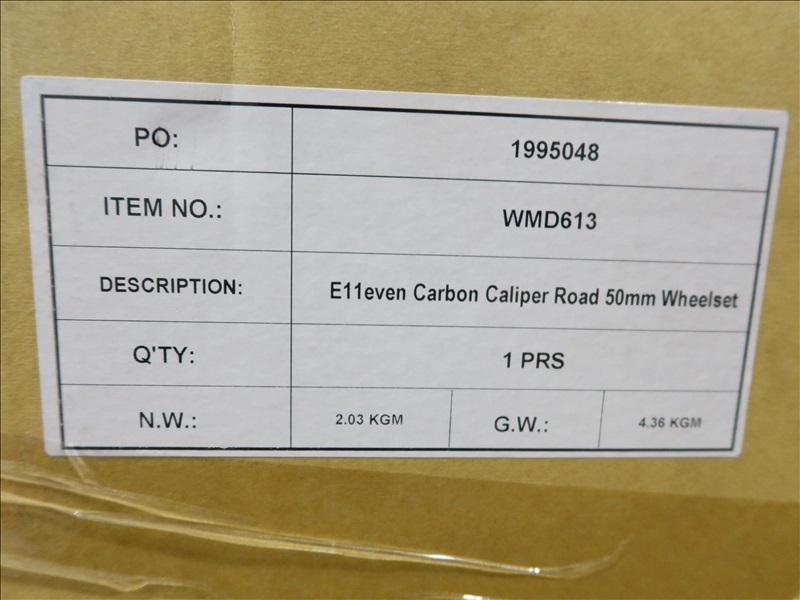 PO: 1995048
ITEM NO.: WMD613
DESCRIPTION: E11even Carbon Caliper Road 50mm Wheelset
Q'TY: 1 PRS
N.W.: 2.03 KGM G.W.: 4.36 KGM